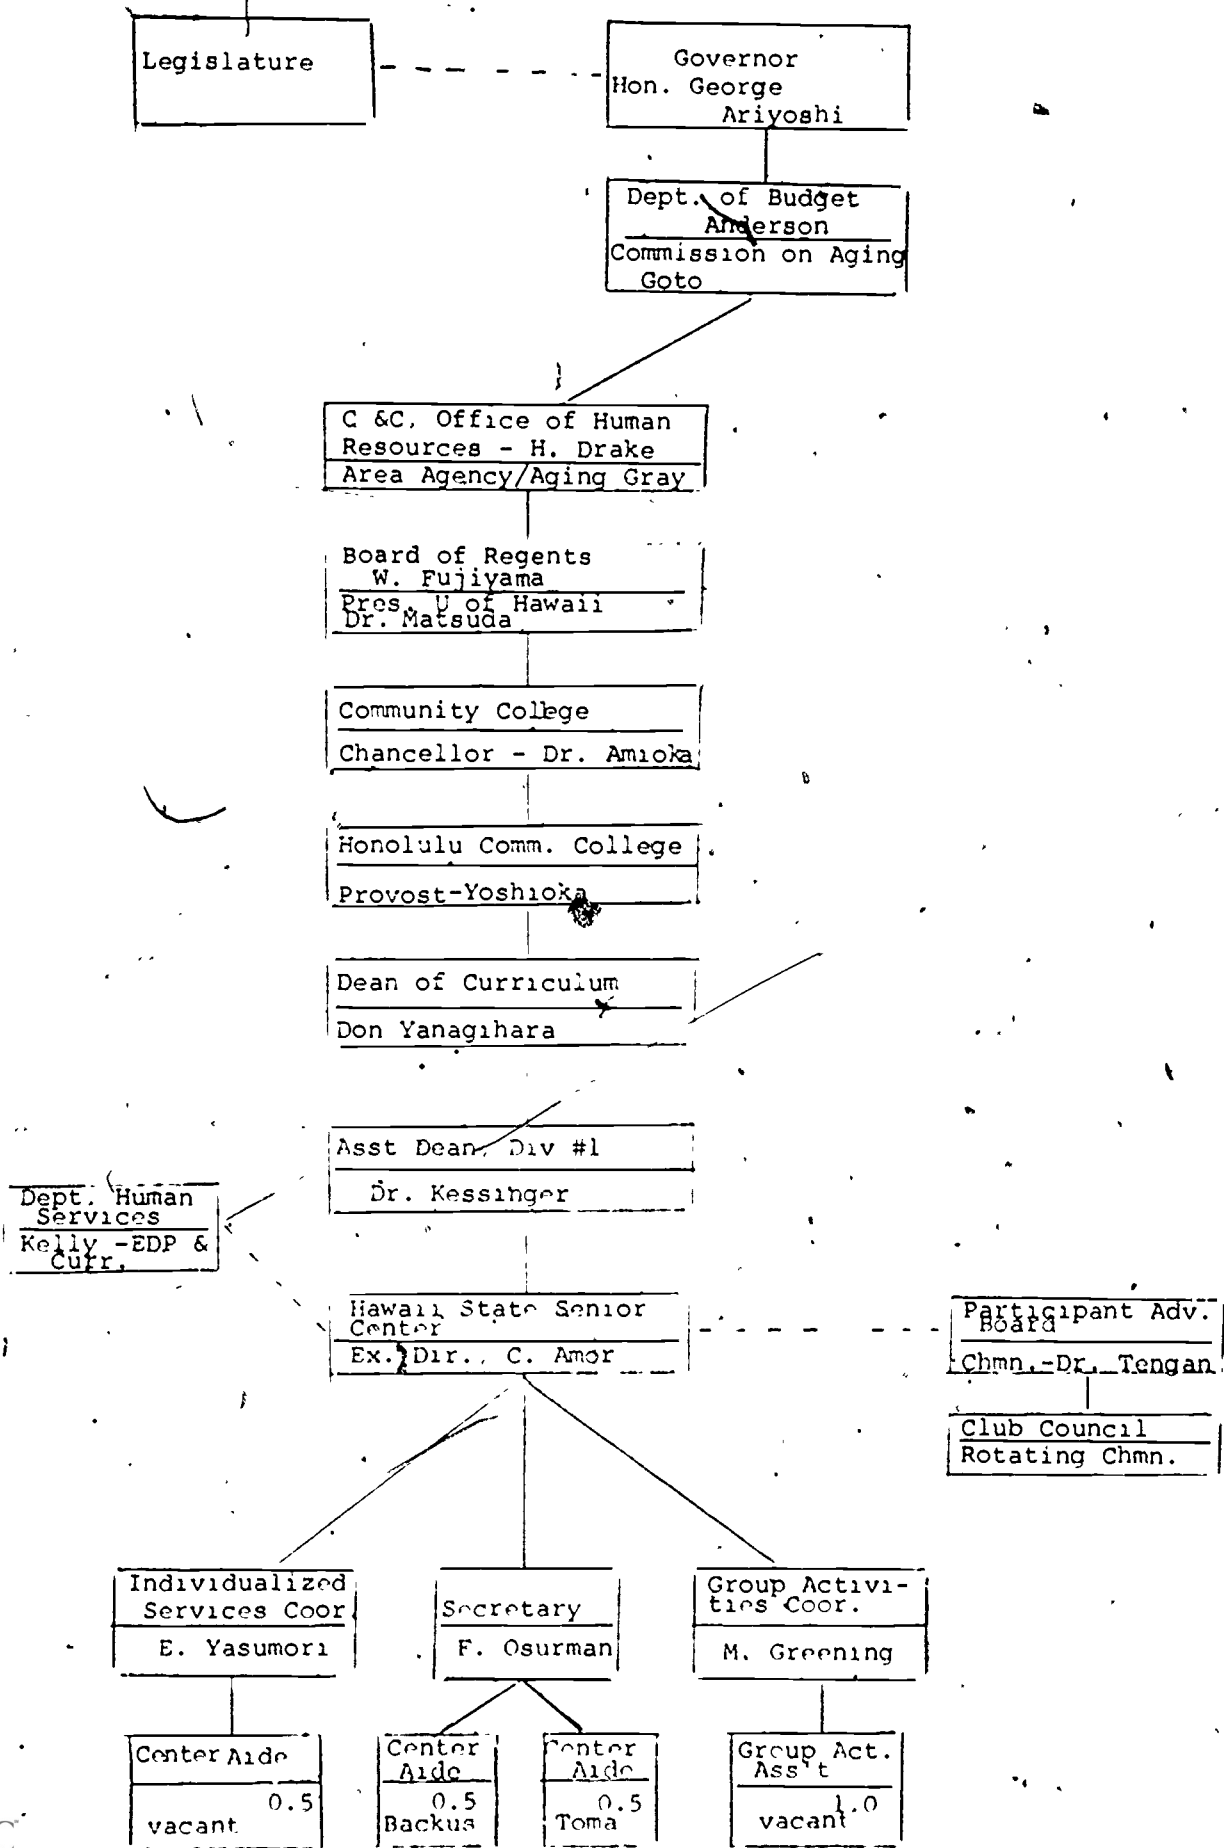 Legislature
Governor
Hon. George
Ariyoshi
Dept. of Budget
Anderson
Commission on Aging
Goto
C &C, Office of Human
Resources - H. Drake
Area Agency/Aging Gray
Board of Regents
W. Fujiyama
Pres. U of Hawaii
Dr. Matsuda
Community College
Chancellor - Dr. Amioka
Honolulu Comm. College
Provost-Yoshioka
Dean of Curriculum
Don Yanagihara
Asst Dean, Div #1
Dr. Kessinger
Dept. Human
Services
Kelly -EDP &
Curr.
Hawaii State Senior
Center
Ex. Dir., C. Amor
Participant Adv.
Board
Chmn.-Dr. Tengan
Club Council
Rotating Chmn.
Individualized
Services Coor
E. Yasumori
Secretary
F. Osurman
Group Activi-
ties Coor.
M. Greening
Center Aide
0.5
vacant
Center
Aide
0.5
Backus
Center
Aide
0.5
Toma
Group Act.
Ass't
1.0
vacant